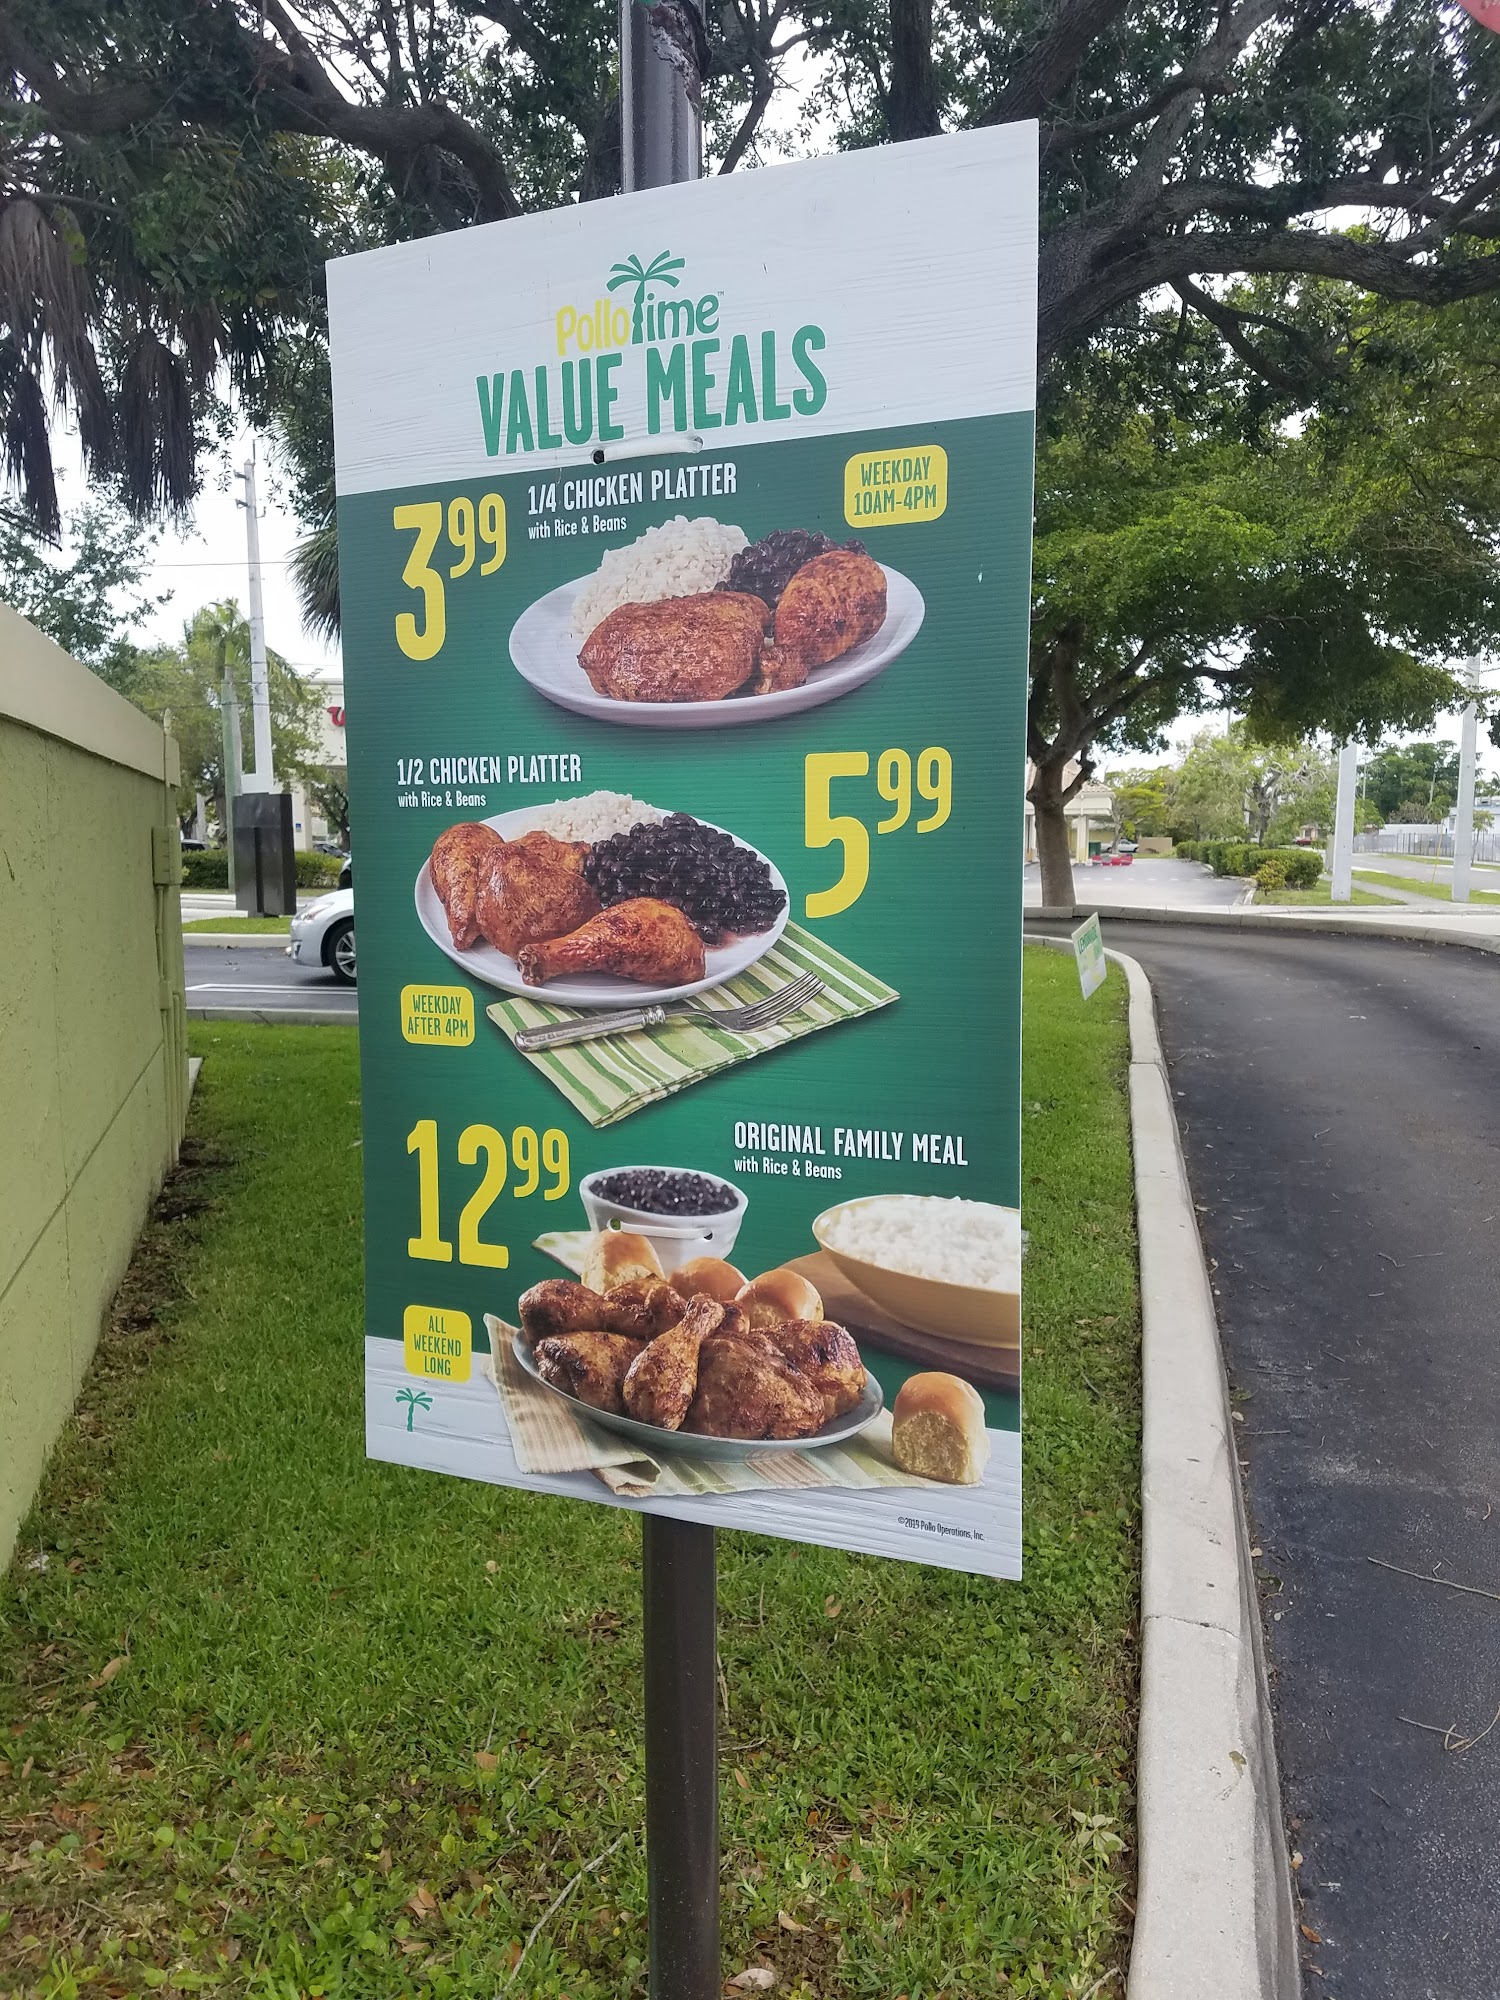 PolloTime™
VALUE MEALS
3 99
1/4 CHICKEN PLATTER
with Rice & Beans
WEEKDAY
10AM-4PM
1/2 CHICKEN PLATTER
with Rice & Beans
5 99
WEEKDAY
AFTER 4PM
12 99
ORIGINAL FAMILY MEAL
with Rice & Beans
ALL
WEEKEND
LONG
©2019 Pollo Operations, Inc.